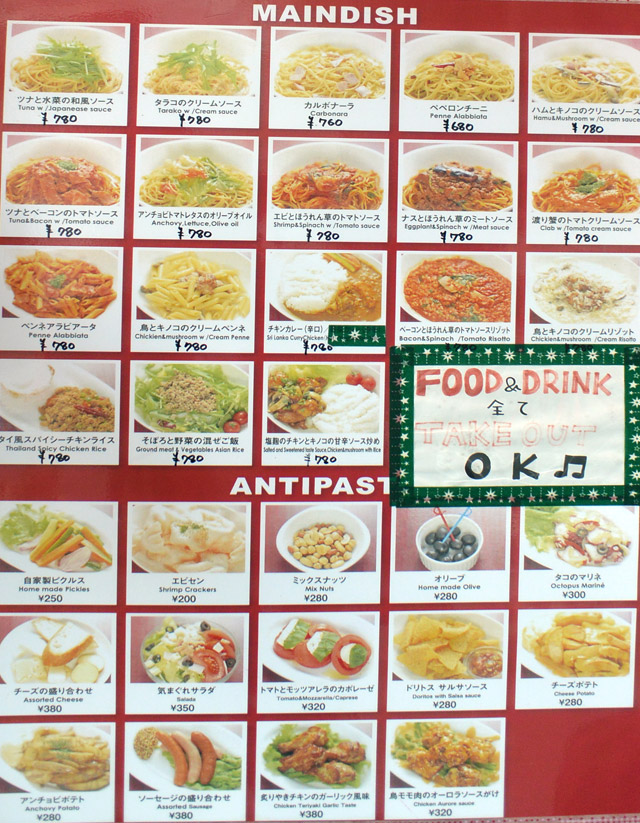 MAINDISH
ツナと水菜の和風ソース
Tuna w /Japanease sauce
¥780
タラコのクリームソース
Tarako w /Cream sauce
¥780
カルボナーラ
Carbonara
¥760
ペペロンチーニ
Penne Alabbiata
¥680
ハムとキノコのクリームソース
Hamu&Mushroom w /Cream sauce
¥780
ツナとベーコンのトマトソース
Tuna&Bacon w /Tomato sauce
¥780
アンチョビトマトレタスのオリーブオイル
Anchovy,Lettuce,Olive oil
¥780
エビとほうれん草のトマトソース
Shrimp&Spinach w /Tomato sauce
¥780
ナスとほうれん草のミートソース
Eggplant&Spinach w / Meat sauce
¥780
渡り蟹のトマトクリームソース
Clab w /Tomato cream sauce
¥780
ペンネアラビアータ
Penne Alabbiata
¥780
鳥とキノコのクリームペンネ
Chickien&mushroom w /Cream Penne
¥780
チキンカレー（辛口）
Sri Lanka CurryChicken
¥780
ベーコンとほうれん草のトマトソースリゾット
Bacon&Spinach /Tomato Risotto
鳥とキノコのクリームリゾット
Chickien&mushroom /Cream Risotto
タイ風スパイシーチキンライス
Thailand Spicy Chicken Rice
¥780
そぼろと野菜の混ぜご飯
Ground meat & Vegetables Asian Rice
¥780
塩麹のチキンとキノコの甘辛ソース炒め
Salted and Sweetened taste Sauce,Chicken&mushroom with Rice
¥780
FOOD&DRINK
全て
TAKE OUT
OK♫
ANTIPAST
自家製ピクルス
Home made Pickles
¥250
エビセン
Shrimp Crackers
¥200
ミックスナッツ
Mix Nuts
¥280
オリーブ
Home made Olive
¥280
タコのマリネ
Octopus Mariné
¥300
チーズの盛り合わせ
Assorted Cheese
¥380
気まぐれサラダ
Salada
¥350
トマトとモッツアレラのカポレーゼ
Tomato&Mozzarella/Caprese
¥320
ドリトス サルサソース
Doritos with Salsa sauce
¥280
チーズポテト
Cheese Potato
¥280
アンチョビポテト
Anchovy Potato
¥280
ソーセージの盛り合わせ
Assorted Sausage
¥380
炙りやきチキンのガーリック風味
Chicken Teriyaki Garlic Taste
¥380
鳥モモ肉のオーロラソースがけ
Chicken Aurore sauce
¥320